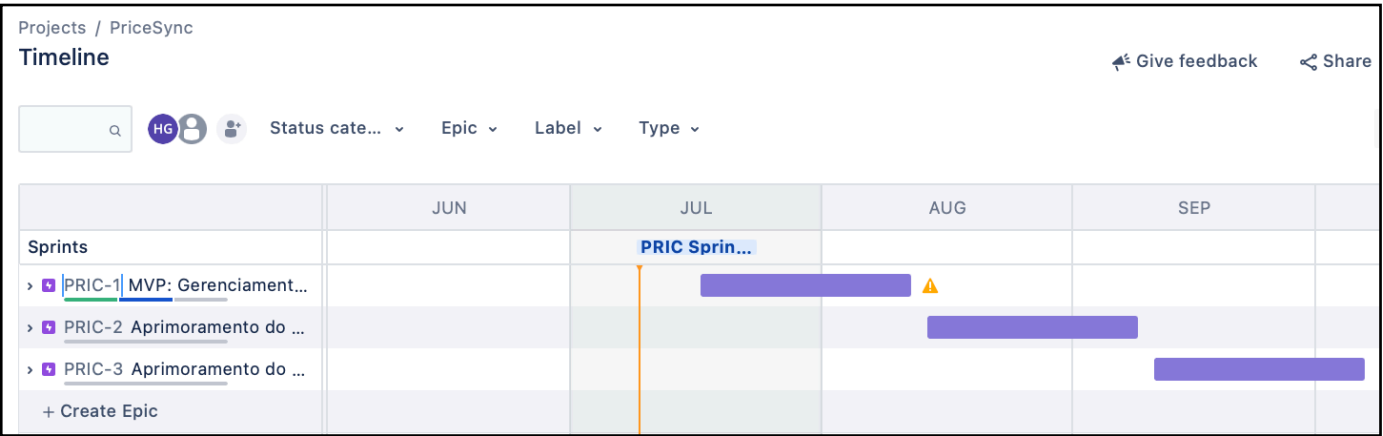 Projects / PriceSync
Timeline
Give feedback
Share
HG
Status cate...
Epic
Label
Type
JUN
JUL
AUG
SEP
Sprints
PRIC Sprin...
PRIC-1 MVP: Gerenciament...
PRIC-2 Aprimoramento do ...
PRIC-3 Aprimoramento do ...
+ Create Epic